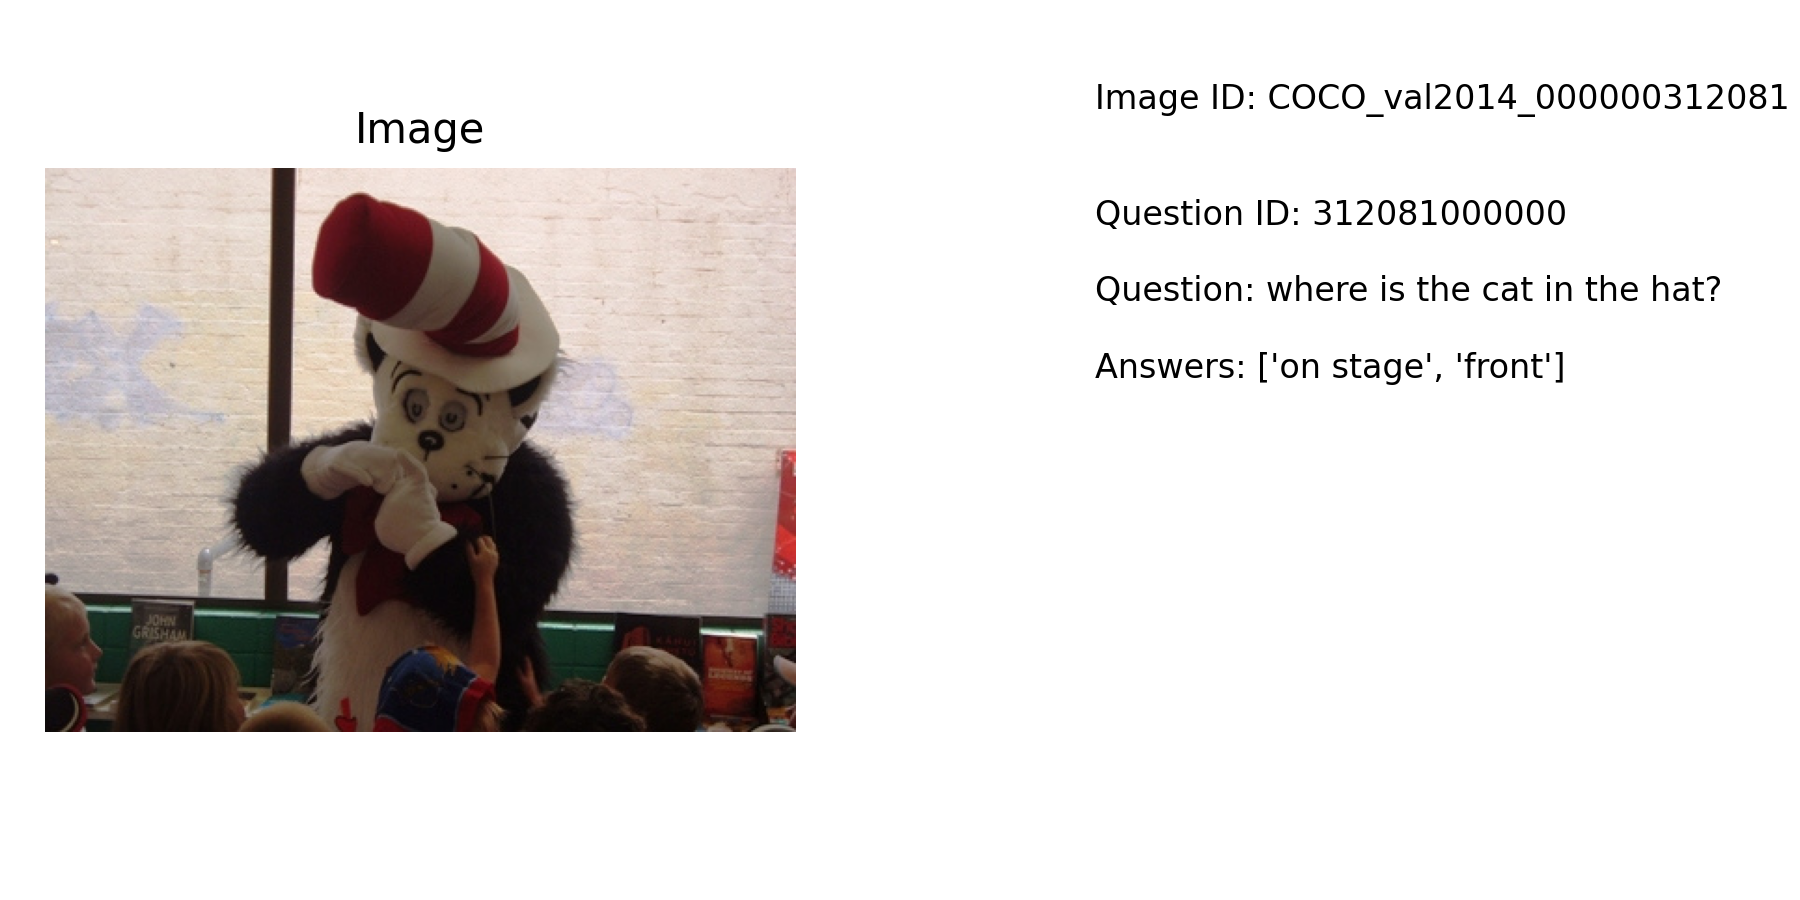 Image
Image ID: COCO_val2014_000000312081
Question ID: 312081000000
Question: where is the cat in the hat?
Answers: ['on stage', 'front']
JOHN
GRISHAM